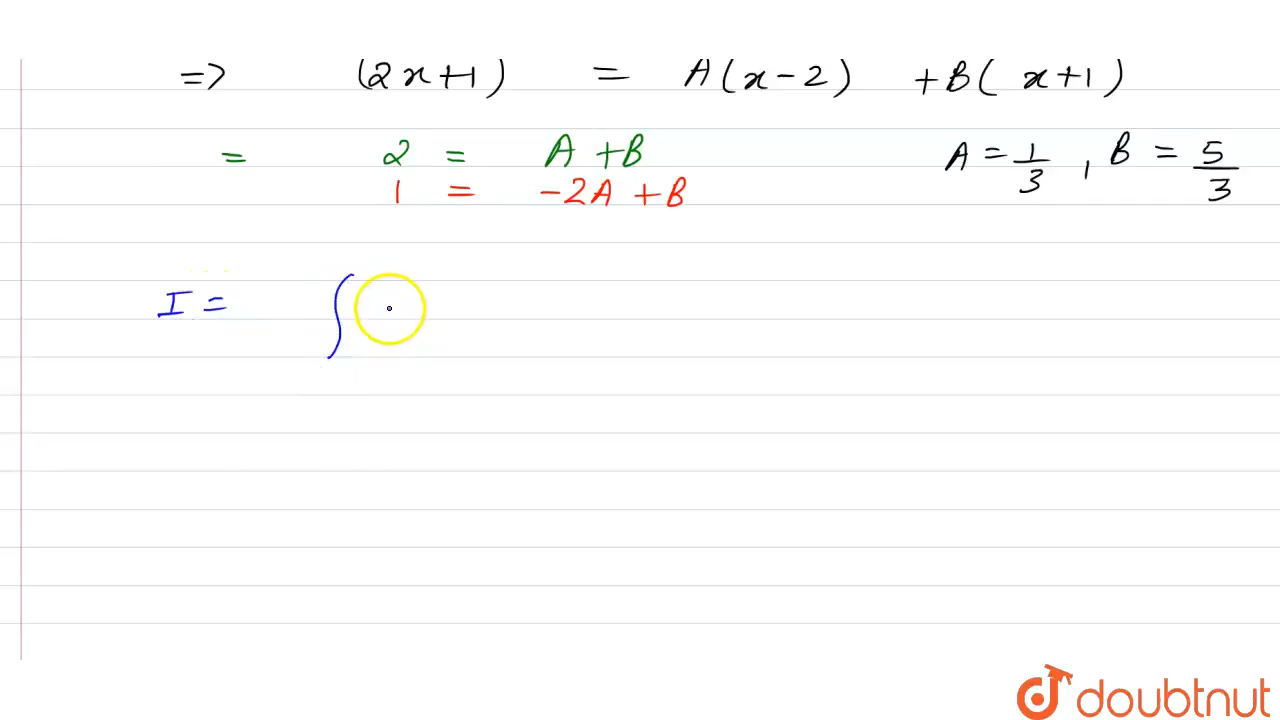 => (2x+1) = A(x-2) +B( x+1)
= 2 = A +B A = 1/3 , B = 5/3
1 = -2A +B
I = ∫
doubtnut